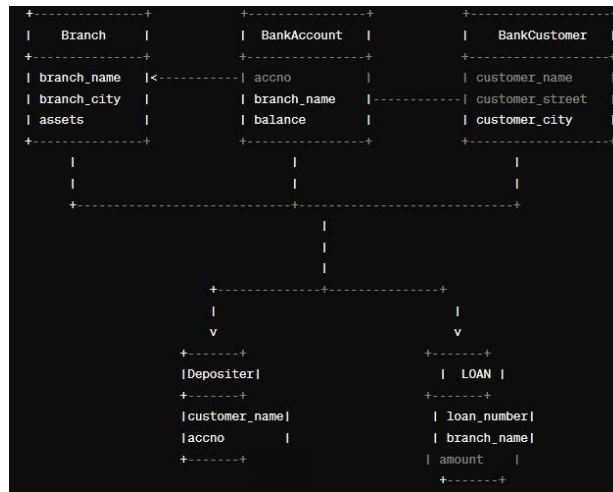 Branch BankAccount BankCustomer
branch_name accno customer_name
branch_city branch_name customer_street
assets balance customer_city
Depositer LOAN
customer_name loan_number
accno branch_name
amount